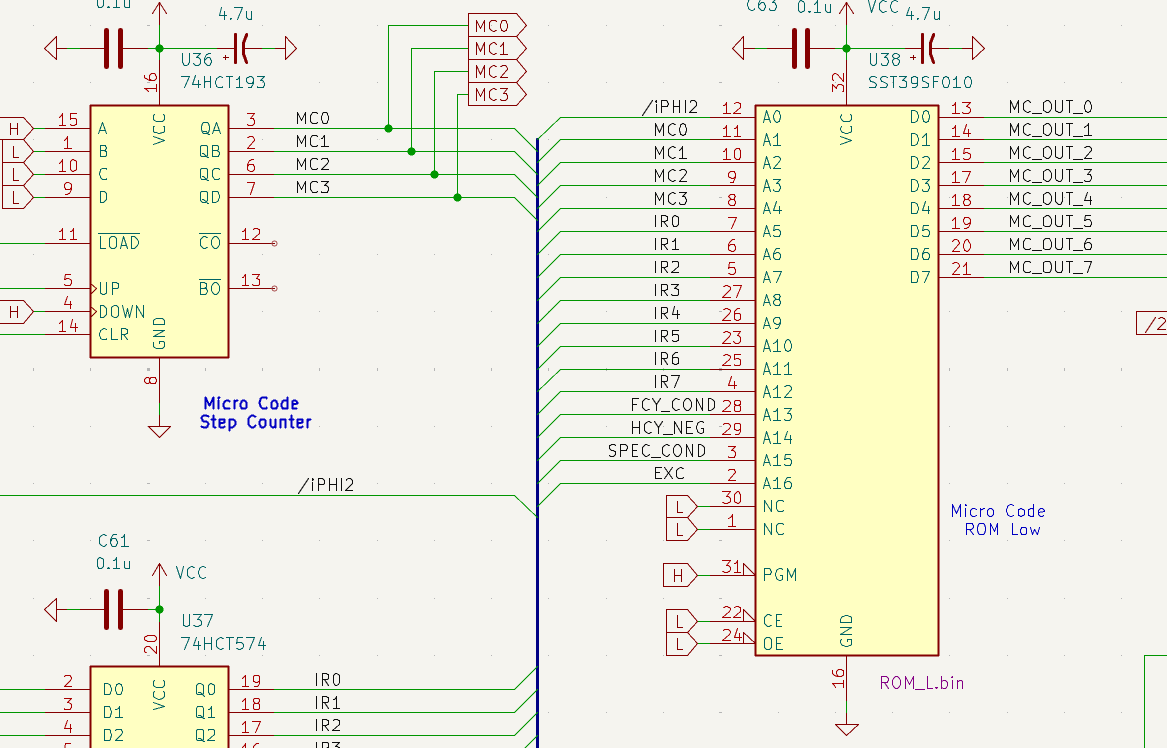 0.1u
4.7u
U36
+
74HCT193
16
VCC
H
15
A
QA
3
MC0
L
1
B
QB
2
MC1
L
10
C
QC
6
MC2
L
9
D
QD
7
MC3
11
LOAD
CO
12
5
UP
BO
13
H
4
DOWN
14
CLR
GND
8
Micro Code
Step Counter
MC0
MC1
MC2
MC3
/iPHI2
C61
0.1u
VCC
U37
74HCT574
20
VCC
2
D0
Q0
19
IR0
3
D1
Q1
18
IR1
4
D2
Q2
17
IR2
C63
0.1u
VCC
4.7u
U38
+
SST39SF010
32
VCC
/iPHI2
12
A0
D0
13
MC_OUT_0
MC0
11
A1
D1
14
MC_OUT_1
MC1
10
A2
D2
15
MC_OUT_2
MC2
9
A3
D3
17
MC_OUT_3
MC3
8
A4
D4
18
MC_OUT_4
IR0
7
A5
D5
19
MC_OUT_5
IR1
6
A6
D6
20
MC_OUT_6
IR2
5
A7
D7
21
MC_OUT_7
IR3
27
A8
IR4
26
A9
IR5
23
A10
IR6
25
A11
IR7
4
A12
FCY_COND
28
A13
HCY_NEG
29
A14
SPEC_COND
3
A15
EXC
2
A16
L
30
NC
L
1
NC
H
31
PGM
L
22
CE
L
24
OE
GND
16
Micro Code
ROM Low
ROM_L.bin
/2